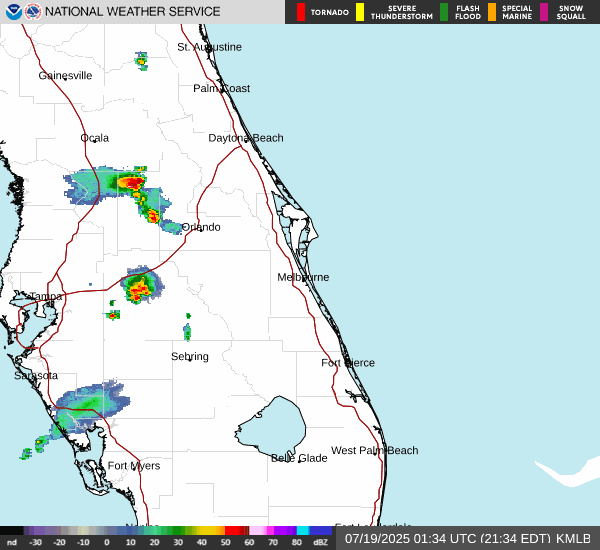 NATIONAL WEATHER SERVICE
TORNADO
SEVERE THUNDERSTORM
FLASH FLOOD
SPECIAL MARINE
SNOW SQUALL
St. Augustine
Gainesville
Palm Coast
Ocala
Daytona Beach
Orlando
Melbourne
Tampa
Sebring
Fort Pierce
Sarasota
West Palm Beach
Belle Glade
Fort Myers
nd -30 -20 -10 0 10 20 30 40 50 60 70 80 dBZ
07/19/2025 01:34 UTC (21:34 EDT) KMLB